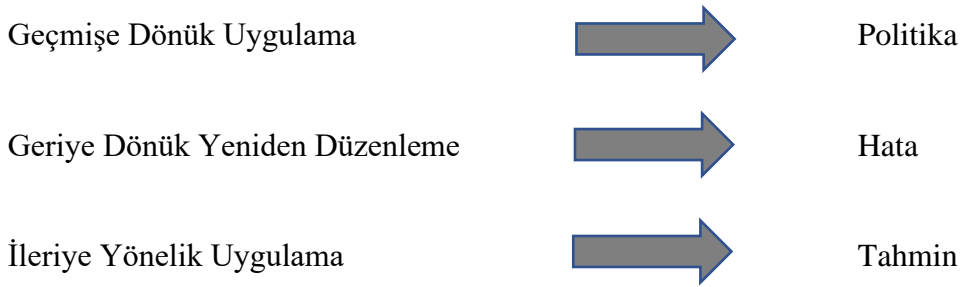 Geçmişe Dönük Uygulama Politika
Geriye Dönük Yeniden Düzenleme Hata
İleriye Yönelik Uygulama Tahmin